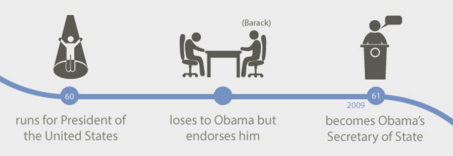 (Barack)
60
61
2009
runs for President of
the United States
loses to Obama but
endorses him
becomes Obama's
Secretary of State